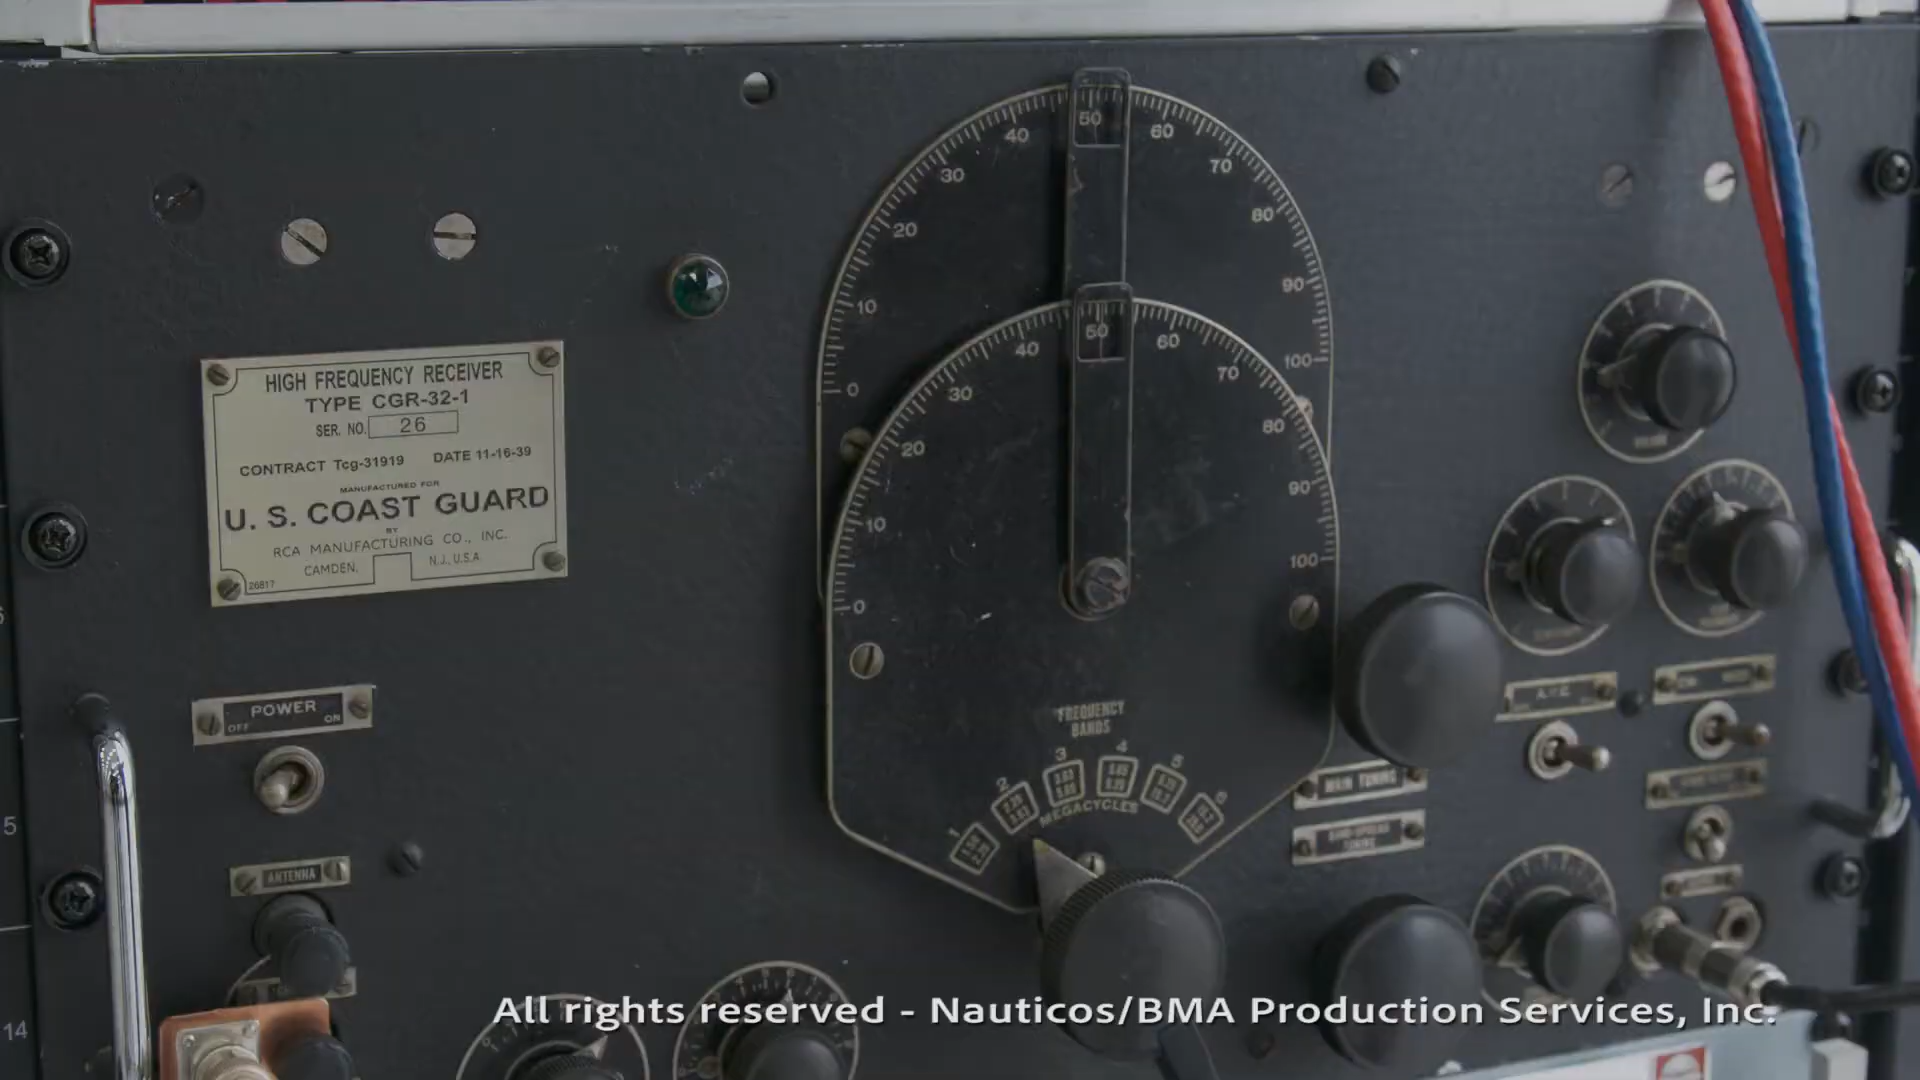 HIGH FREQUENCY RECEIVER
TYPE CGR-32-1
SER. NO. 26
CONTRACT Tcg-31919 DATE 11-16-39
MANUFACTURED FOR
U. S. COAST GUARD
BY
RCA MANUFACTURING CO., INC.
CAMDEN, N.J., U.S.A.
26817
POWER
OFF ON
ANTENNA
0 10 20 30 40 50 60 70 80 90 100
0 10 20 30 40 50 60 70 80 90 100
FREQUENCY
BANDS
1 2 3 4 5 6
MEGACYCLES
MAIN TUNING
5
14
All rights reserved - Nauticos/BMA Production Services, Inc.